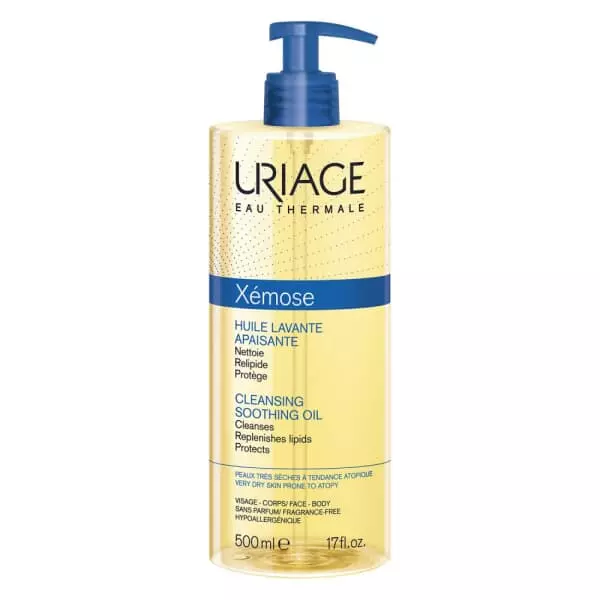 URIAGE
EAU THERMALE
Xémose
HUILE LAVANTE
APAISANTE
Nettoie
Relipide
Protège
CLEANSING
SOOTHING OIL
Cleanses
Replenishes lipids
Protects
PEAUX TRÈS SÈCHES À TENDANCE ATOPIQUE
VERY DRY SKIN PRONE TO ATOPY
VISAGE - CORPS/ FACE - BODY
SANS PARFUM/ FRAGRANCE-FREE
HYPOALLERGÉNIQUE
500 ml ℮ 17 fl.oz.